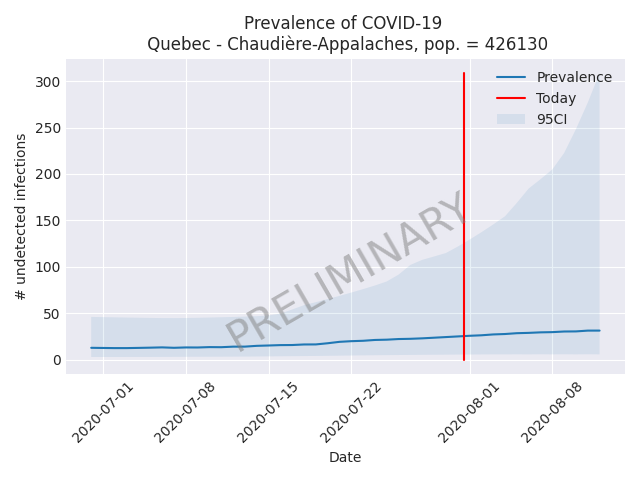 Prevalence of COVID-19
Quebec - Chaudière-Appalaches, pop. = 426130
300
250
200
150
100
50
0
# undetected infections
Prevalence
Today
95CI
PRELIMINARY
2020-07-01
2020-07-08
2020-07-15
2020-07-22
2020-08-01
2020-08-08
Date